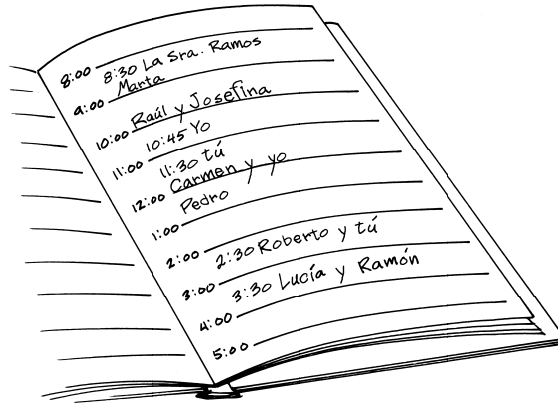 8:00
8:30 La Sra. Ramos
9:00 Marta
10:00 Raúl y Josefina
10:45 Yo
11:00
11:30 tú
12:00 Carmen y yo
Pedro
1:00
2:00
2:30 Roberto y tú
3:00
3:30 Lucía y Ramón
4:00
5:00